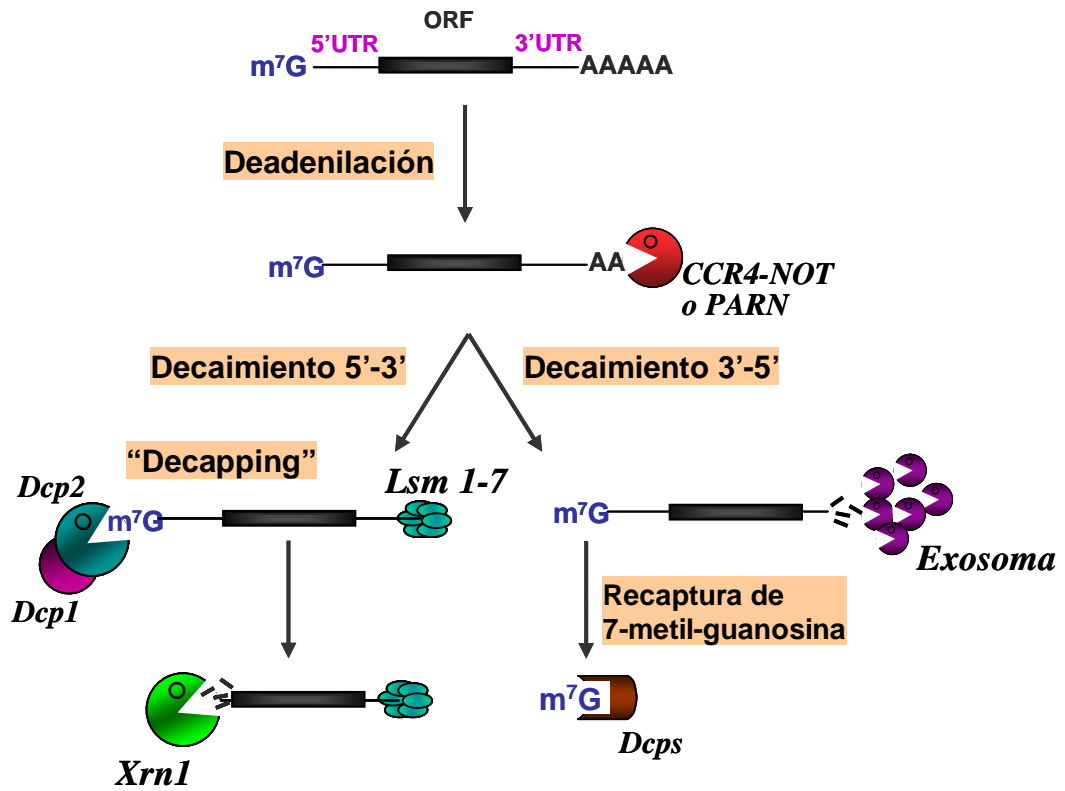 ORF
5’UTR
3’UTR
m⁷G
AAAAA
Deadenilación
m⁷G
AA
CCR4-NOT
o PARN
Decaimiento 5’-3’
Decaimiento 3’-5’
“Decapping”
Lsm 1-7
Dcp2
m⁷G
Dcp1
m⁷G
Exosoma
Recaptura de
7-metil-guanosina
Xrn1
m⁷G
Dcps